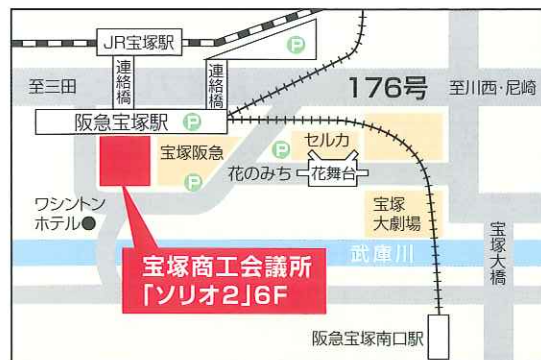 JR宝塚駅
P
連絡橋
連絡橋
P
至三田
176号
至川西・尼崎
阪急宝塚駅
P
宝塚阪急
P
セルカ
花のみち
花舞台
P
ワシントン
ホテル
宝塚
大劇場
宝塚大橋
武庫川
宝塚商工会議所
「ソリオ2」6F
阪急宝塚南口駅